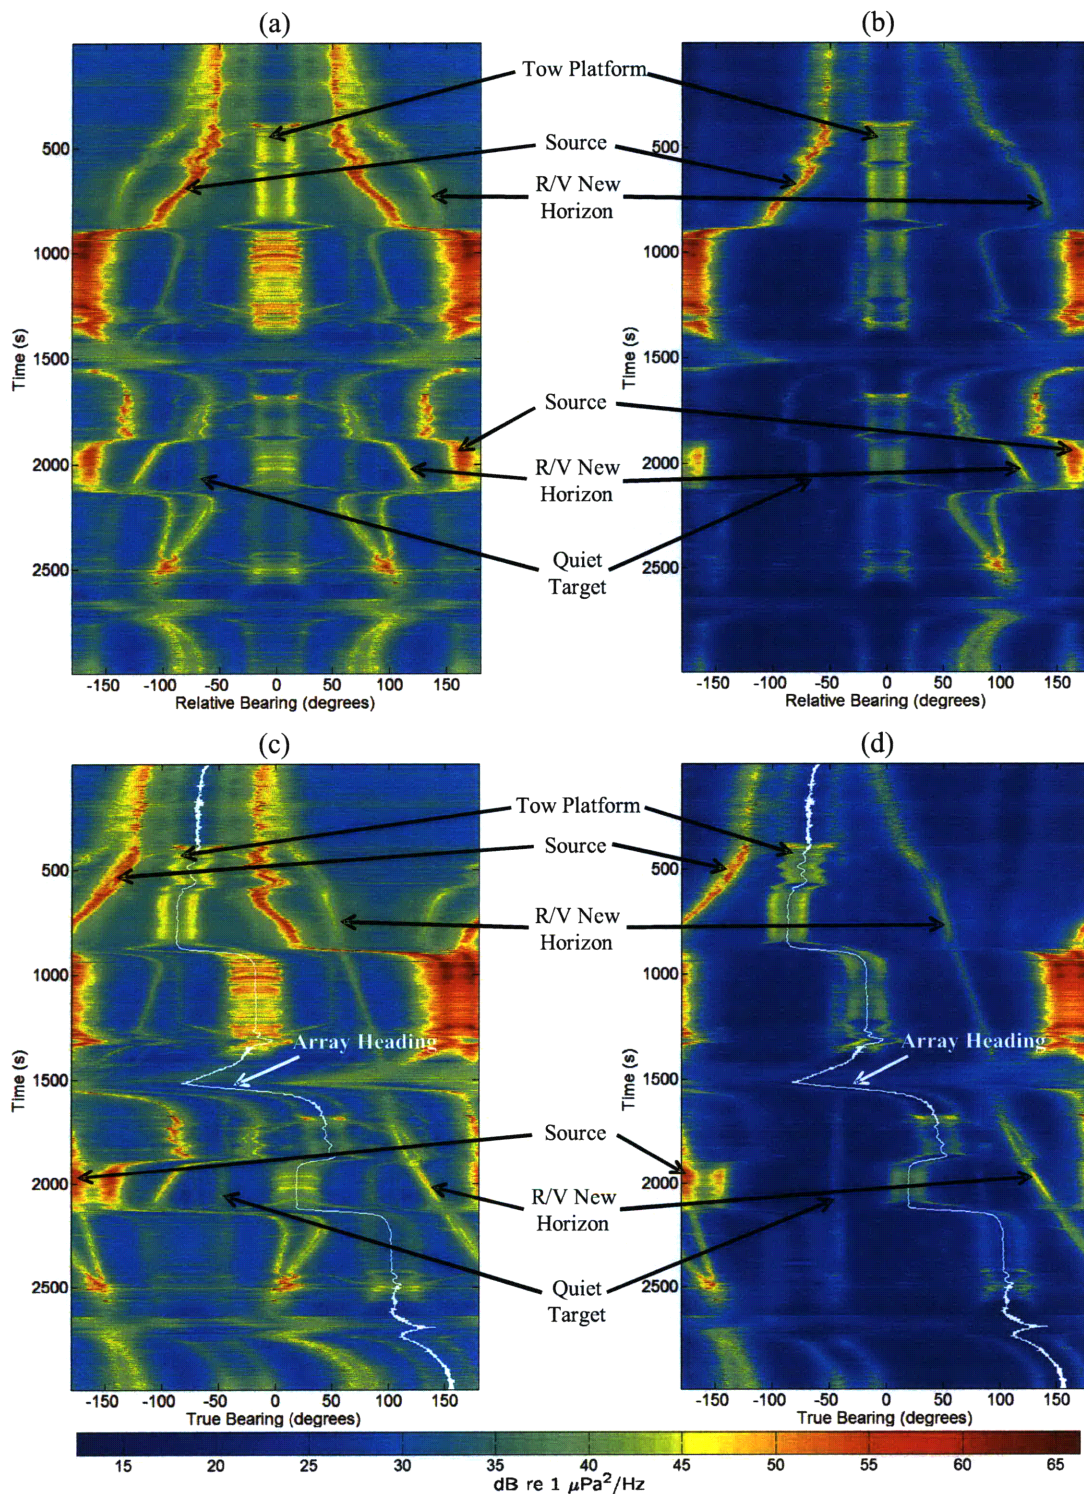 (a)
(b)
Tow Platform
Source
R/V New
Horizon
Source
R/V New
Horizon
Quiet
Target
500
1000
1500
2000
2500
Time (s)
-150 -100 -50 0 50 100 150
Relative Bearing (degrees)
500
1000
1500
2000
2500
Time (s)
-150 -100 -50 0 50 100 150
Relative Bearing (degrees)
(c)
(d)
Tow Platform
Source
R/V New
Horizon
Array Heading
Array Heading
Source
R/V New
Horizon
Quiet
Target
500
1000
1500
2000
2500
Time (s)
-150 -100 -50 0 50 100 150
True Bearing (degrees)
500
1000
1500
2000
2500
Time (s)
-150 -100 -50 0 50 100 150
True Bearing (degrees)
15 20 25 30 35 40 45 50 55 60 65
dB re 1 μPa²/Hz